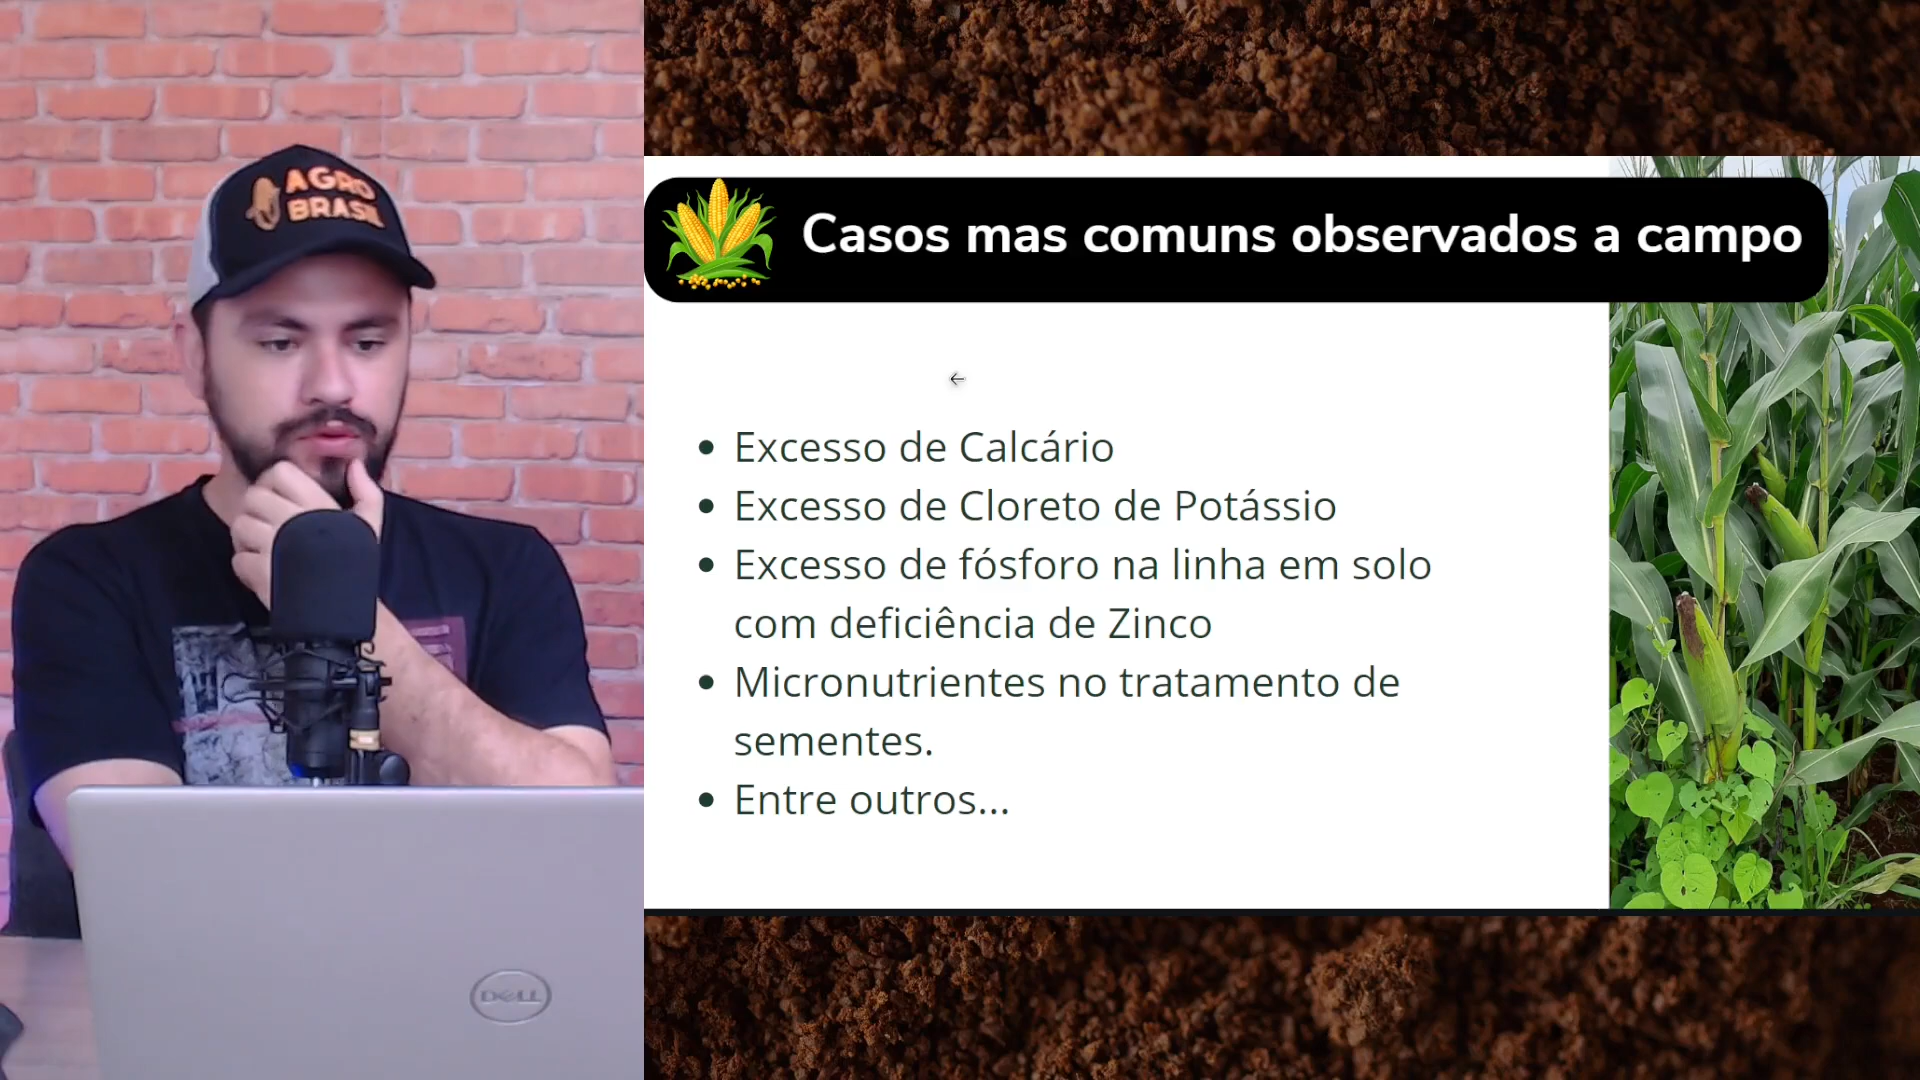 AGRO
BRASIL
DELL
Casos mas comuns observados a campo
• Excesso de Calcário
• Excesso de Cloreto de Potássio
• Excesso de fósforo na linha em solo
com deficiência de Zinco
• Micronutrientes no tratamento de
sementes.
• Entre outros...